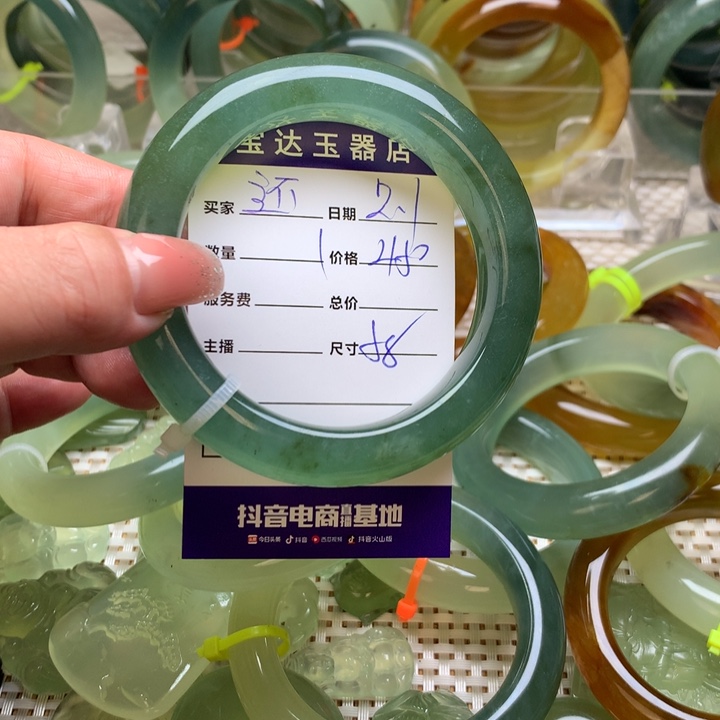 宝达玉器店
买家 还 日期 2.1
数量 1 价格 450
服务费 总价
主播 尺寸 58
抖音电商直播基地
今日头条 抖音 西瓜视频 抖音火山版